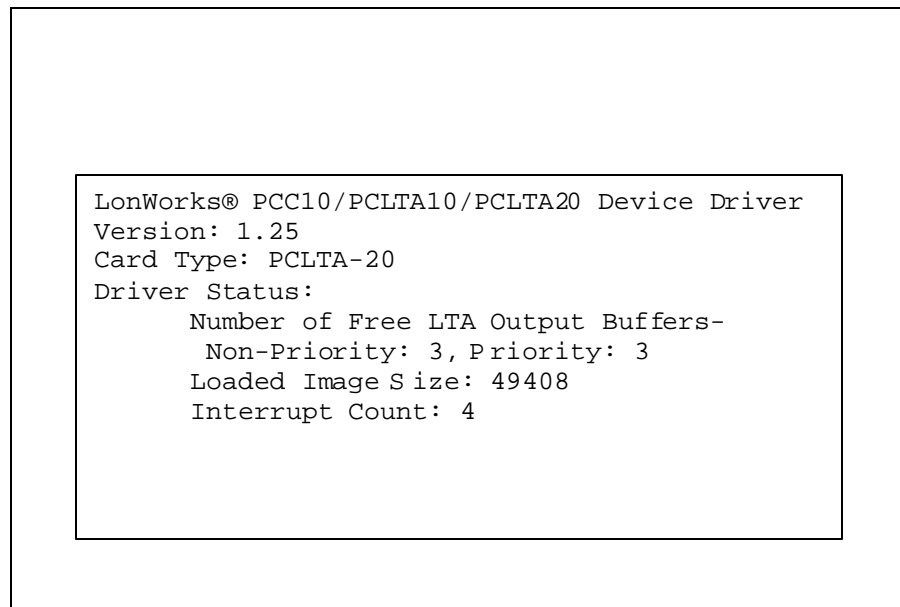 LonWorks® PCC10/PCLTA10/PCLTA20 Device Driver
Version: 1.25
Card Type: PCLTA-20
Driver Status:
Number of Free LTA Output Buffers-
Non-Priority: 3, Priority: 3
Loaded Image Size: 49408
Interrupt Count: 4